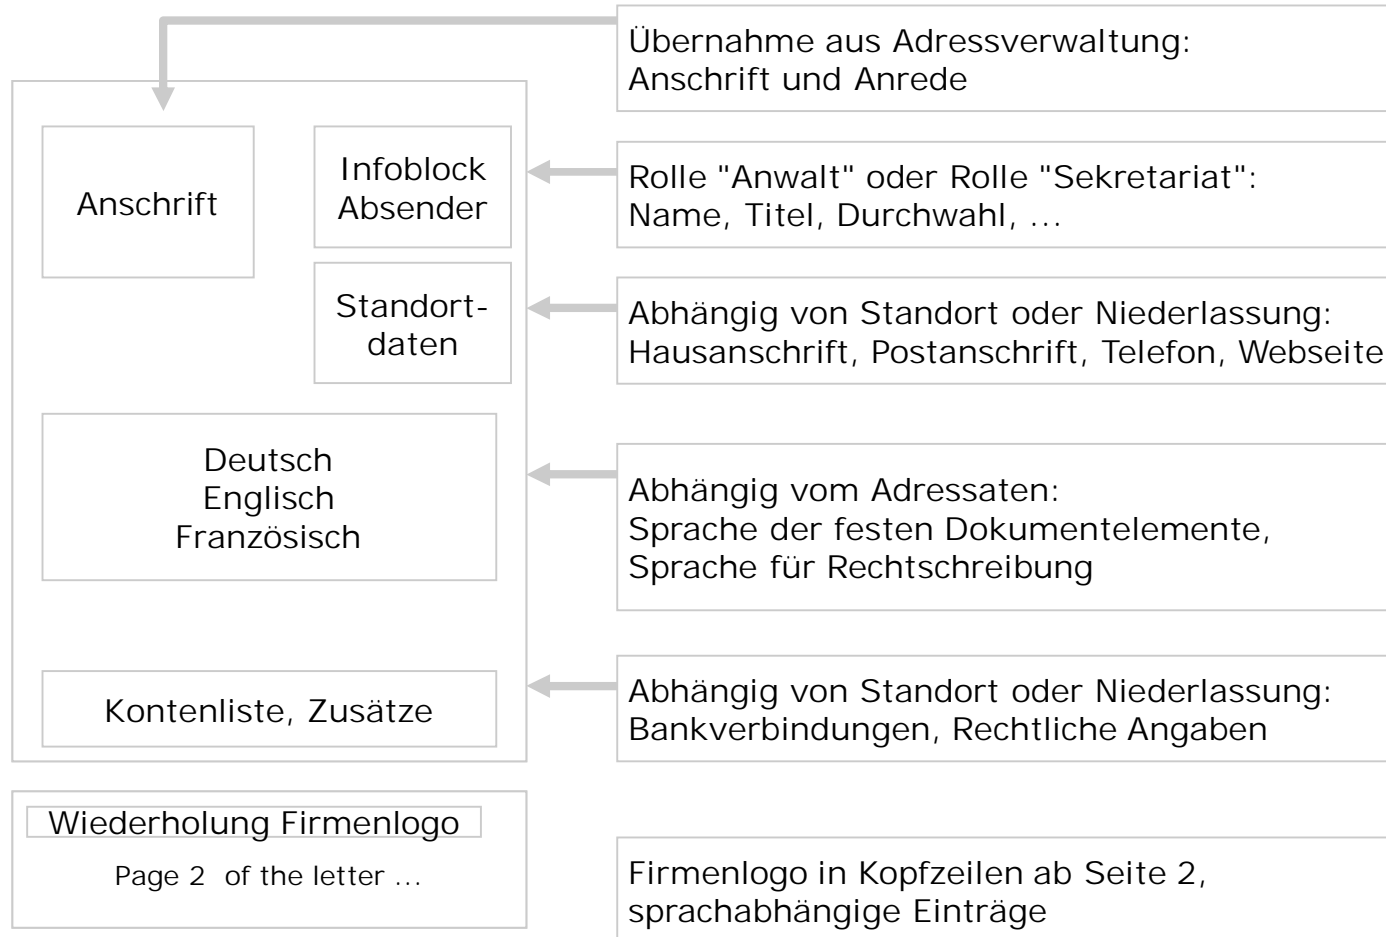 Übernahme aus Adressverwaltung:
Anschrift und Anrede
Anschrift
Infoblock
Absender
Rolle "Anwalt" oder Rolle "Sekretariat":
Name, Titel, Durchwahl, ...
Standort-
daten
Abhängig von Standort oder Niederlassung:
Hausanschrift, Postanschrift, Telefon, Webseite
Deutsch
Englisch
Französisch
Abhängig vom Adressaten:
Sprache der festen Dokumentelemente,
Sprache für Rechtschreibung
Kontenliste, Zusätze
Abhängig von Standort oder Niederlassung:
Bankverbindungen, Rechtliche Angaben
Wiederholung Firmenlogo
Page 2 of the letter ...
Firmenlogo in Kopfzeilen ab Seite 2,
sprachabhängige Einträge